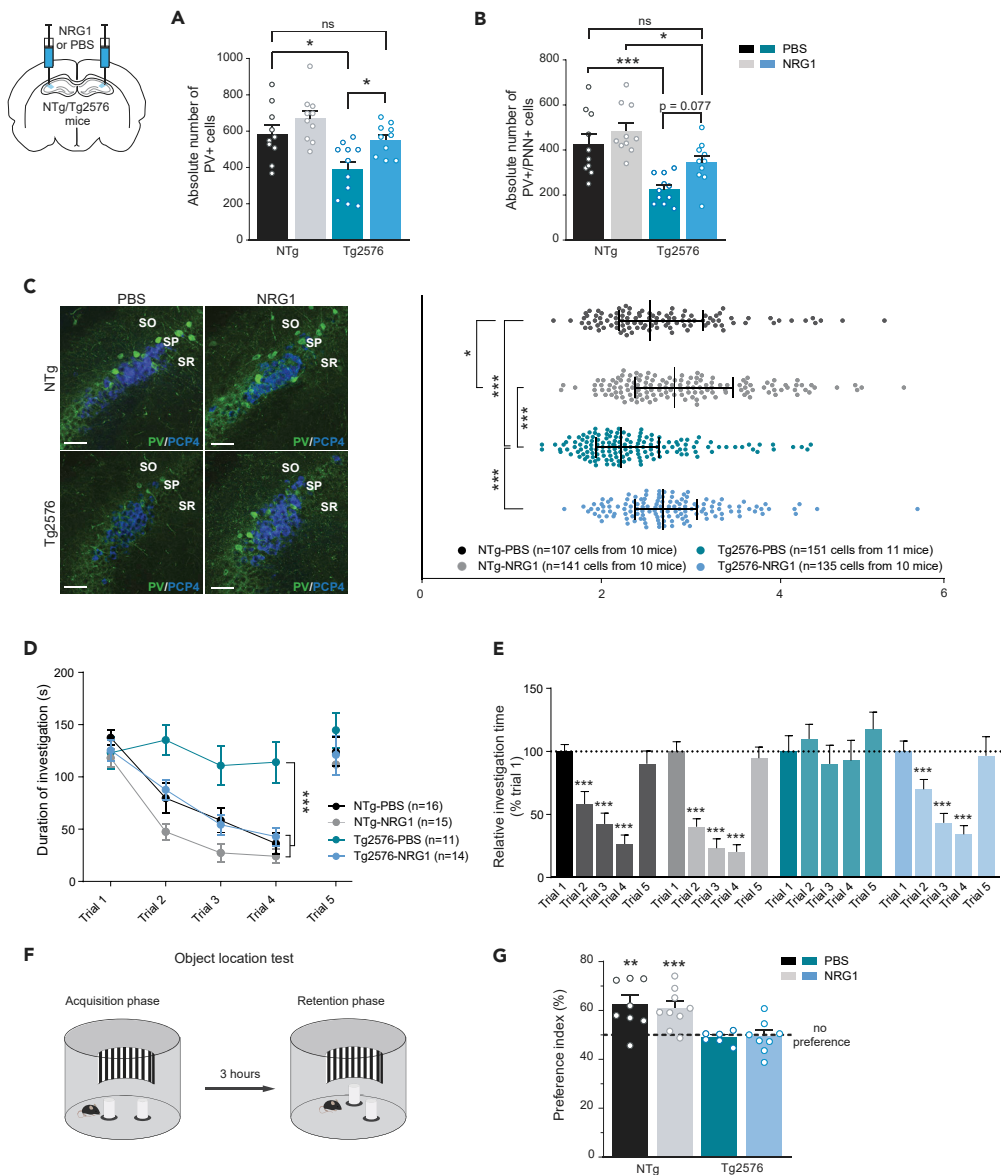 NRG1
or PBS
NTg/Tg2576
mice
A
Absolute number of
PV+ cells
1000
800
600
400
200
0
ns
*
*
NTg
Tg2576
B
Absolute number of
PV+/PNN+ cells
800
600
400
200
0
ns
*
***
p = 0.077
NTg
Tg2576
PBS
NRG1
C
PBS
NRG1
NTg
Tg2576
SO
SP
SR
PV/PCP4
SO
SP
SR
PV/PCP4
SO
SP
SR
PV/PCP4
SO
SP
SR
PV/PCP4
*
***
***
***
NTg-PBS (n=107 cells from 10 mice)
NTg-NRG1 (n=141 cells from 10 mice)
Tg2576-PBS (n=151 cells from 11 mice)
Tg2576-NRG1 (n=135 cells from 10 mice)
0
2
4
6
D
Duration of investigation (s)
200
150
100
50
0
Trial 1
Trial 2
Trial 3
Trial 4
Trial 5
***
NTg-PBS (n=16)
NTg-NRG1 (n=15)
Tg2576-PBS (n=11)
Tg2576-NRG1 (n=14)
E
Relative investigation time
(% trial 1)
150
100
50
0
***
***
***
***
***
***
***
***
***
Trial 1
Trial 2
Trial 3
Trial 4
Trial 5
Trial 1
Trial 2
Trial 3
Trial 4
Trial 5
Trial 1
Trial 2
Trial 3
Trial 4
Trial 5
Trial 1
Trial 2
Trial 3
Trial 4
Trial 5
F
Object location test
Acquisition phase
Retention phase
3 hours
G
Preference index (%)
80
60
40
20
0
**
***
PBS
NRG1
no
preference
NTg
Tg2576